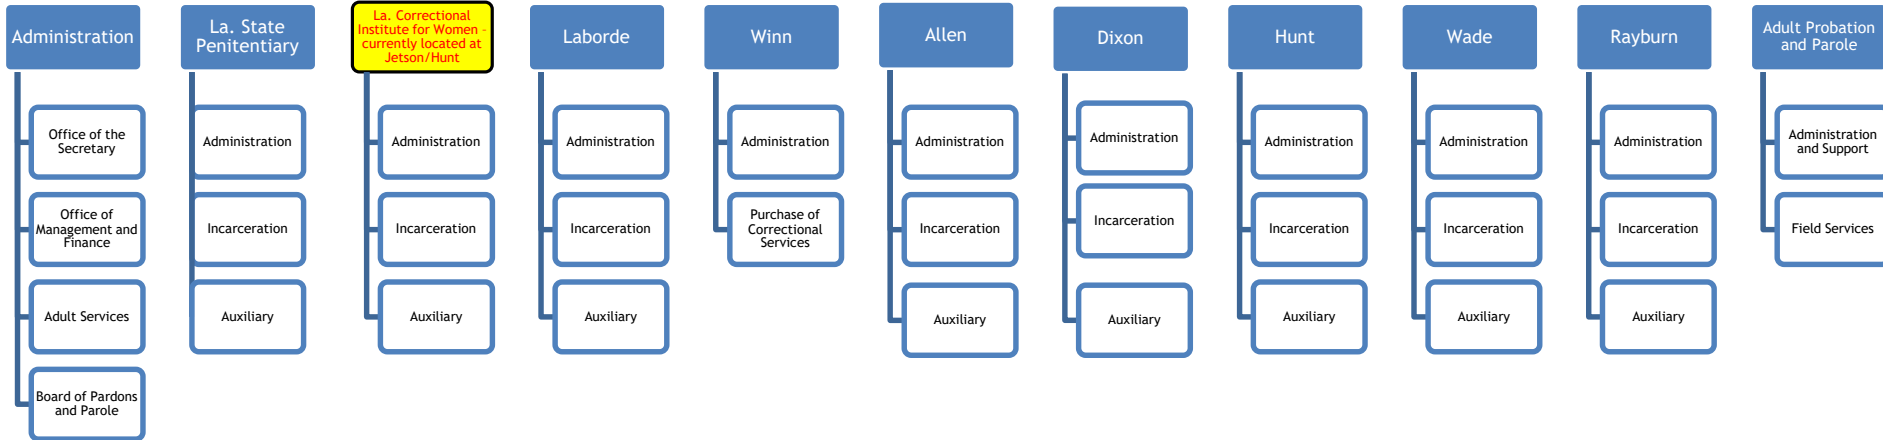 Administration
Office of the
Secretary
Office of
Management and
Finance
Adult Services
Board of Pardons
and Parole
La. State
Penitentiary
Administration
Incarceration
Auxiliary
La. Correctional
Institute for Women -
currently located at
Jetson/Hunt
Administration
Incarceration
Auxiliary
Laborde
Administration
Incarceration
Auxiliary
Winn
Administration
Purchase of
Correctional
Services
Allen
Administration
Incarceration
Auxiliary
Dixon
Administration
Incarceration
Auxiliary
Hunt
Administration
Incarceration
Auxiliary
Wade
Administration
Incarceration
Auxiliary
Rayburn
Administration
Incarceration
Auxiliary
Adult Probation
and Parole
Administration
and Support
Field Services